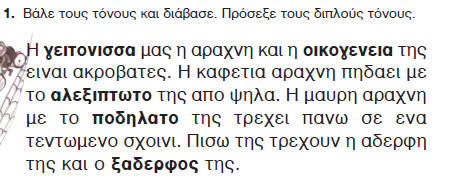 1. Βάλε τους τόνους και διάβασε. Πρόσεξε τους διπλούς τόνους.
Η γειτονισσα μας η αραχνη και η οικογενεια της
ειναι ακροβατες. Η καφετια αραχνη πηδαει με
το αλεξιπτωτο της απο ψηλα. Η μαυρη αραχνη
με το ποδηλατο της τρεχει πανω σε ενα
τεντωμενο σχοινι. Πισω της τρεχουν η αδερφη
της και ο ξαδερφος της.